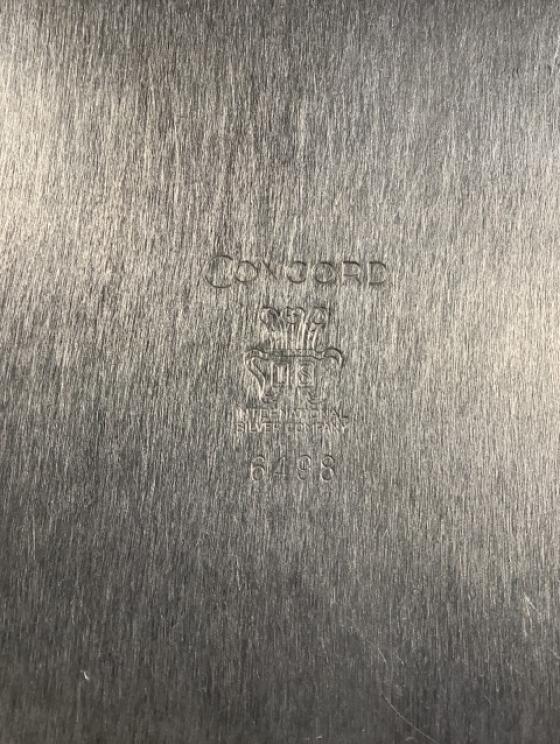 CONCORD
INTERNATIONAL
SILVER COMPANY
6498